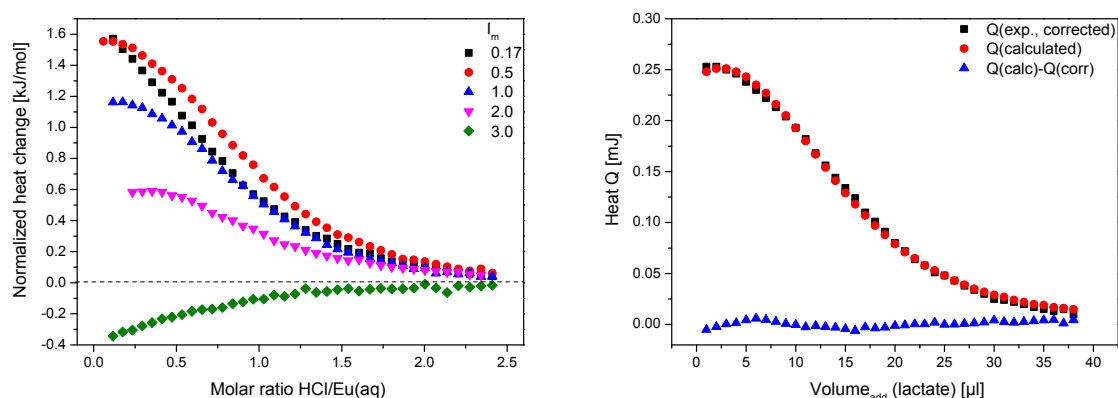 Normalized heat change [kJ/mol]
1.6
1.4
1.2
1.0
0.8
0.6
0.4
0.2
0.0
-0.2
-0.4
0.0 0.5 1.0 1.5 2.0 2.5
Molar ratio HCl/Eu(aq)
Im
0.17
0.5
1.0
2.0
3.0
Heat Q [mJ]
0.30
0.25
0.20
0.15
0.10
0.05
0.00
0 5 10 15 20 25 30 35 40
Volumeadd (lactate) [µl]
Q(exp., corrected)
Q(calculated)
Q(calc)-Q(corr)